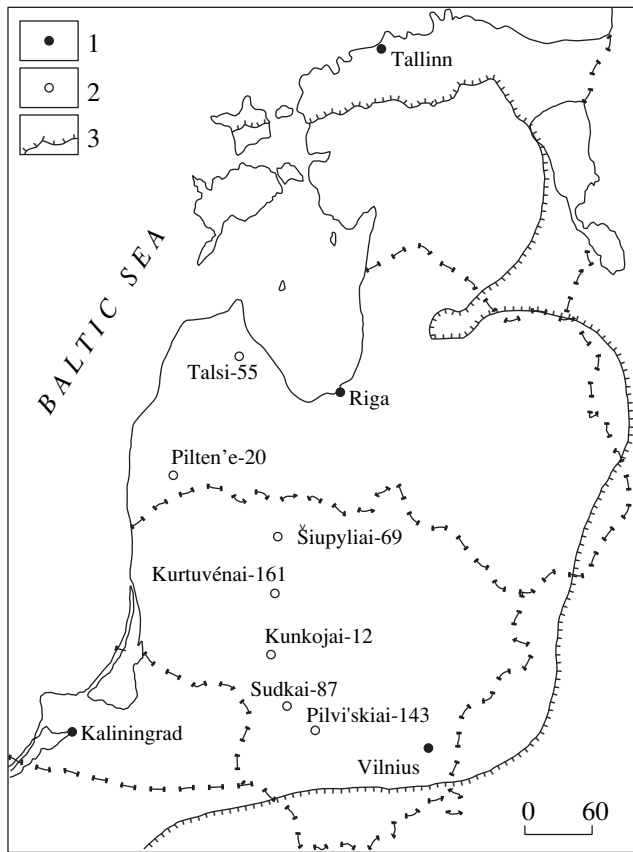 1
2
3
Tallinn
BALTIC SEA
Talsi-55
Riga
Pilten’e-20
Šiupyliai-69
Kurtuvénai-161
Kunkojai-12
Sudkai-87
Pilvi'skiai-143
Kaliningrad
Vilnius
0 60